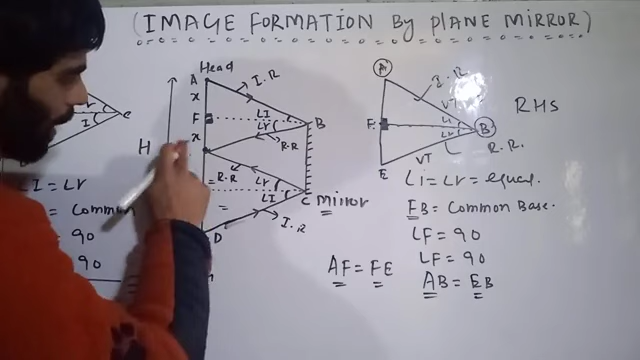 (IMAGE FORMATION By PLANE MIRROR)
Head
A
I.R
x
F
LI
Lr
B
x
R.R
H
R.R
Lr
LI
C
Mirror
I.R
D
r
I
C
LI = Lr
= Common
= 90
90
A
I.R
VT
F
Li
Lr
B
R.R.
VT
E
RHS
Li = Lr = equal.
FB = Common Base.
LF = 90
LF = 90
AF = FE
AB = EB